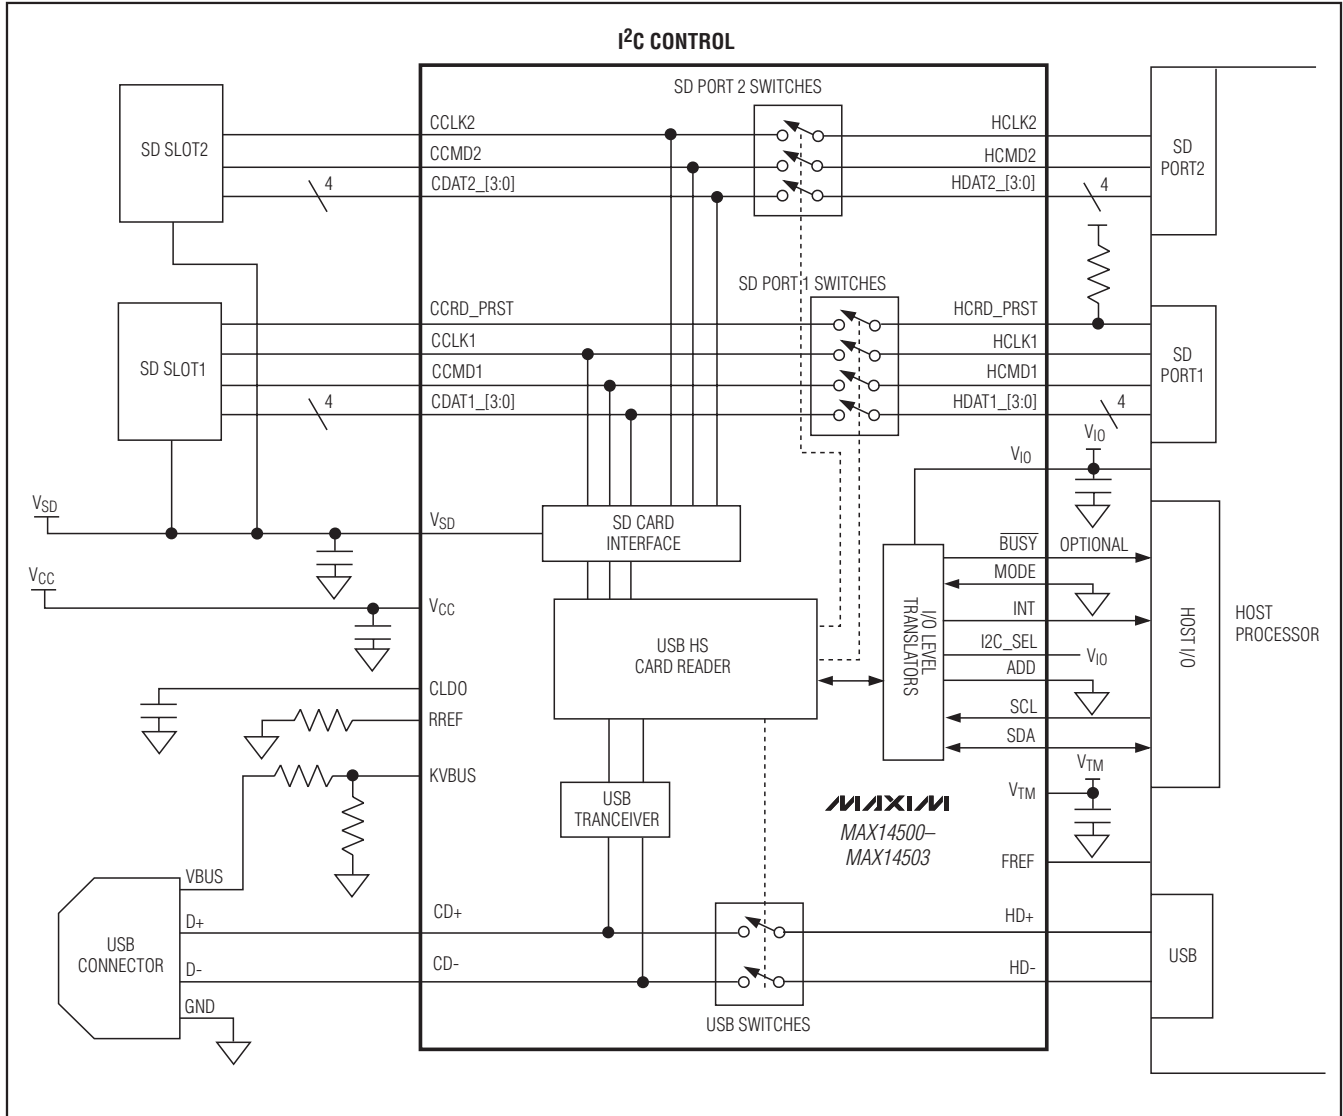 I²C CONTROL
SD PORT 2 SWITCHES
SD SLOT2
CCLK2
CCMD2
CDAT2_[3:0]
4
HCLK2
HCMD2
HDAT2_[3:0]
4
SD
PORT2
SD PORT 1 SWITCHES
SD SLOT1
CCRD_PRST
CCLK1
CCMD1
CDAT1_[3:0]
4
HCRD_PRST
HCLK1
HCMD1
HDAT1_[3:0]
4
SD
PORT1
VIO
VIO
VSD
VSD
SD CARD
INTERFACE
VCC
VCC
USB HS
CARD READER
I/O LEVEL
TRANSLATORS
BUSY
OPTIONAL
MODE
INT
I2C_SEL
VIO
ADD
SCL
SDA
HOST I/O
HOST
PROCESSOR
CLDO
RREF
KVBUS
USB
TRANCEIVER
VTM
VTM
MAXIM
MAX14500–
MAX14503
FREF
VBUS
D+
D-
GND
USB
CONNECTOR
CD+
CD-
HD+
HD-
USB
USB SWITCHES